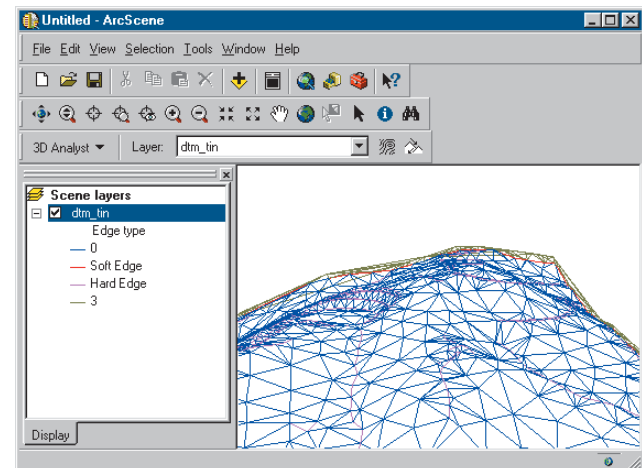 Untitled - ArcScene
File Edit View Selection Tools Window Help
3D Analyst Layer: dtm_tin
Scene layers
dtm_tin
Edge type
0
Soft Edge
Hard Edge
3
Display